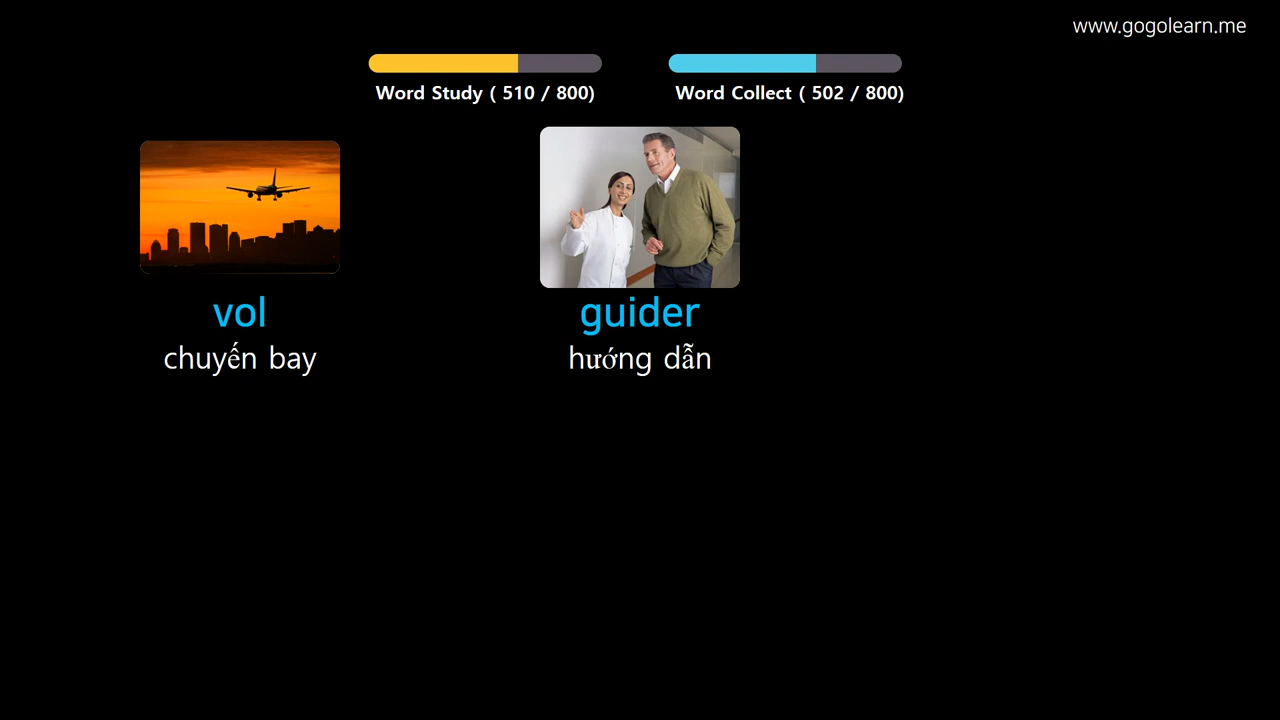 www.gogolearn.me
Word Study ( 510 / 800)
Word Collect ( 502 / 800)
vol
chuyến bay
guider
hướng dẫn